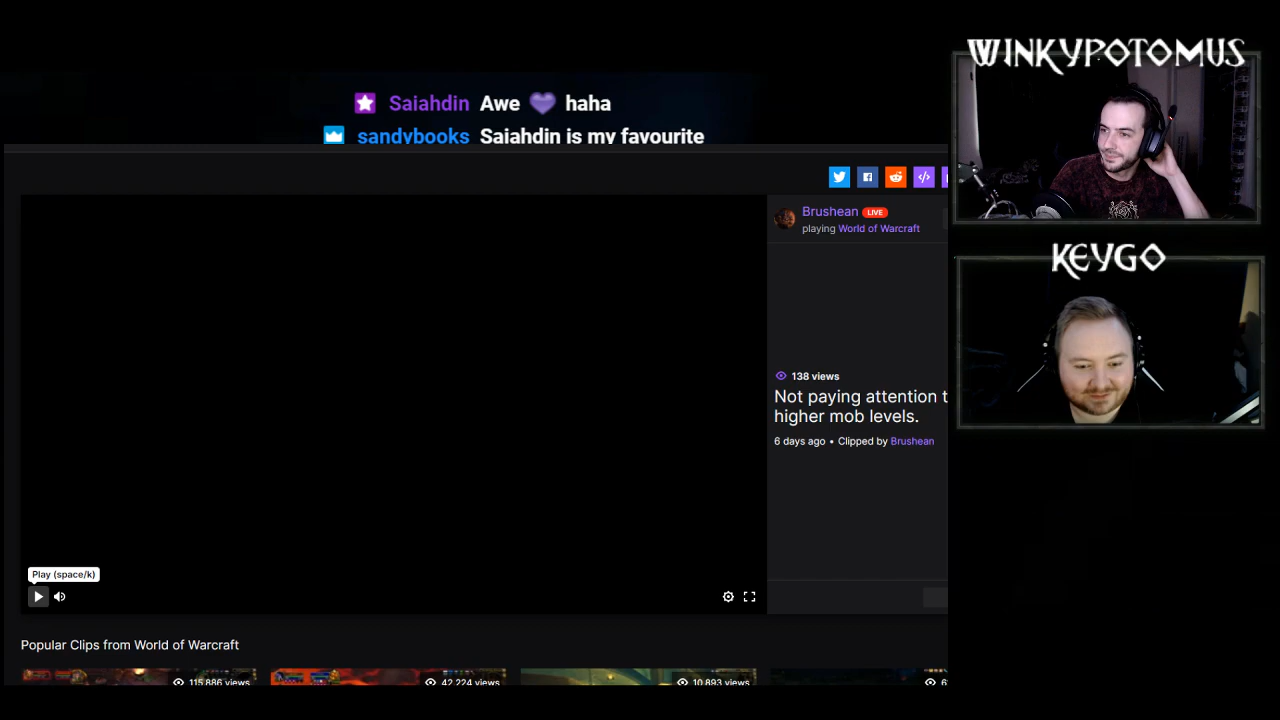 WINKYPOTOMUS
Saiahdin Awe haha
sandybooks Saiahdin is my favourite
Brushean LIVE
playing World of Warcraft
KEYGO
138 views
Not paying attention t
higher mob levels.
6 days ago • Clipped by Brushean
Play (space/k)
Popular Clips from World of Warcraft
115,886 views
42,224 views
10,893 views